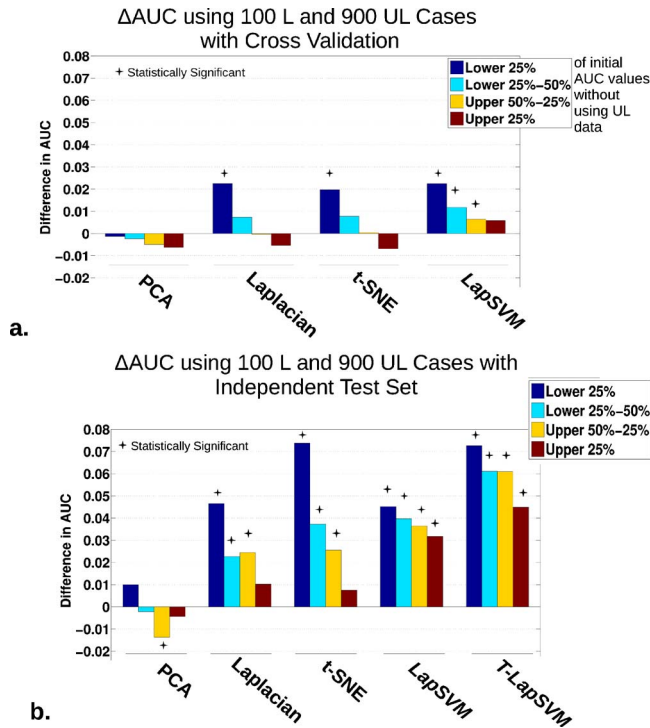 ΔAUC using 100 L and 900 UL Cases
with Cross Validation
0.08
0.07
0.06
0.05
0.04
0.03
0.02
0.01
0
−0.01
−0.02
Difference in AUC
Statistically Significant
Lower 25%
Lower 25%−50%
Upper 50%−25%
Upper 25%
of initial
AUC values
without
using UL
data
PCA
Laplacian
t-SNE
LapSVM
a.
ΔAUC using 100 L and 900 UL Cases with
Independent Test Set
0.08
0.07
0.06
0.05
0.04
0.03
0.02
0.01
0
−0.01
−0.02
Difference in AUC
Statistically Significant
Lower 25%
Lower 25%−50%
Upper 50%−25%
Upper 25%
PCA
Laplacian
t-SNE
LapSVM
T-LapSVM
b.